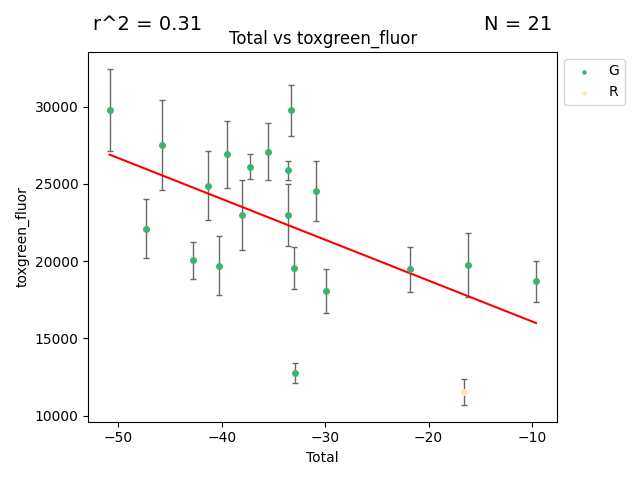 r^2 = 0.31
N = 21
Total vs toxgreen_fluor
G
R
30000
25000
20000
15000
10000
toxgreen_fluor
−50
−40
−30
−20
−10
Total